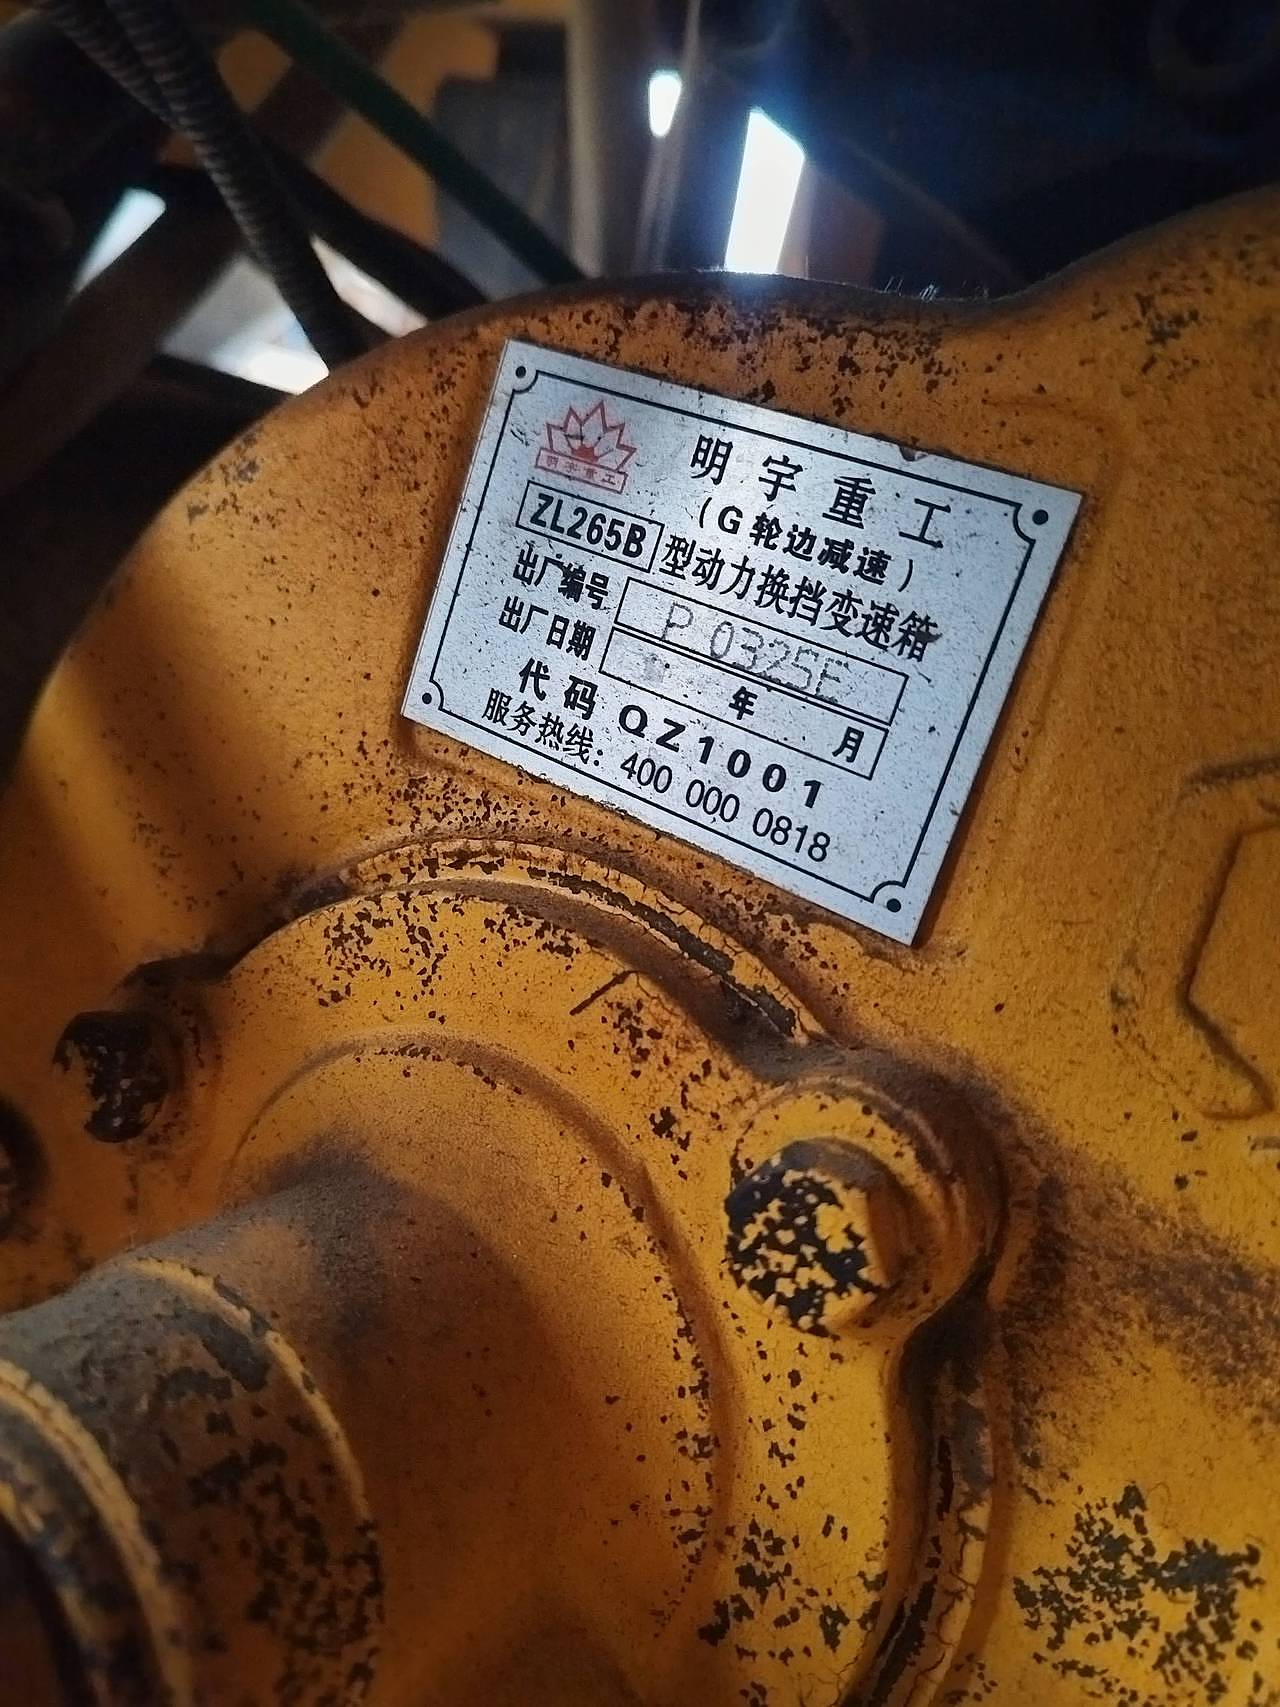 明宇重工
明宇重工
(G轮边减速)
ZL265B 型动力换挡变速箱
出厂编号 P 0325E
出厂日期 年 月
代码 QZ1001
服务热线: 400 000 0818